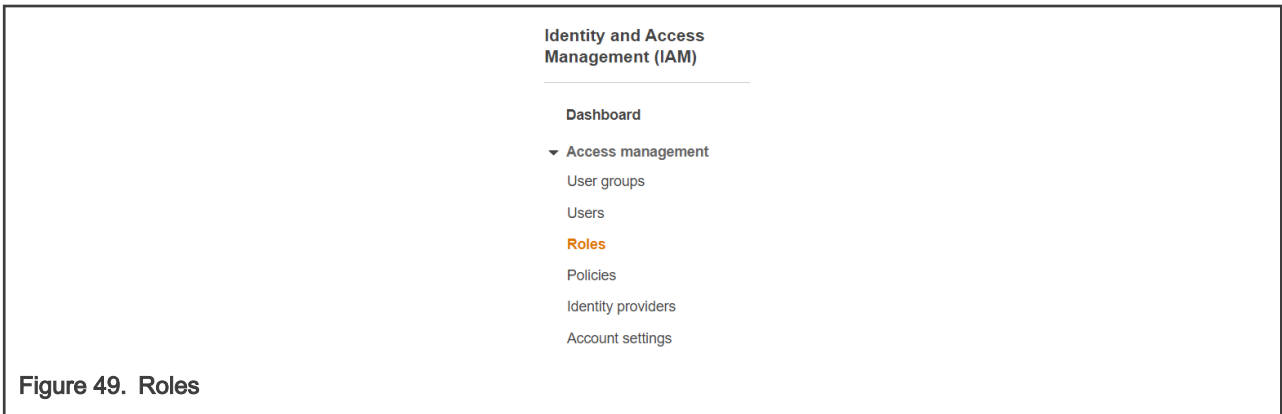 Identity and Access
Management (IAM)
Dashboard
Access management
User groups
Users
Roles
Policies
Identity providers
Account settings
Figure 49. Roles